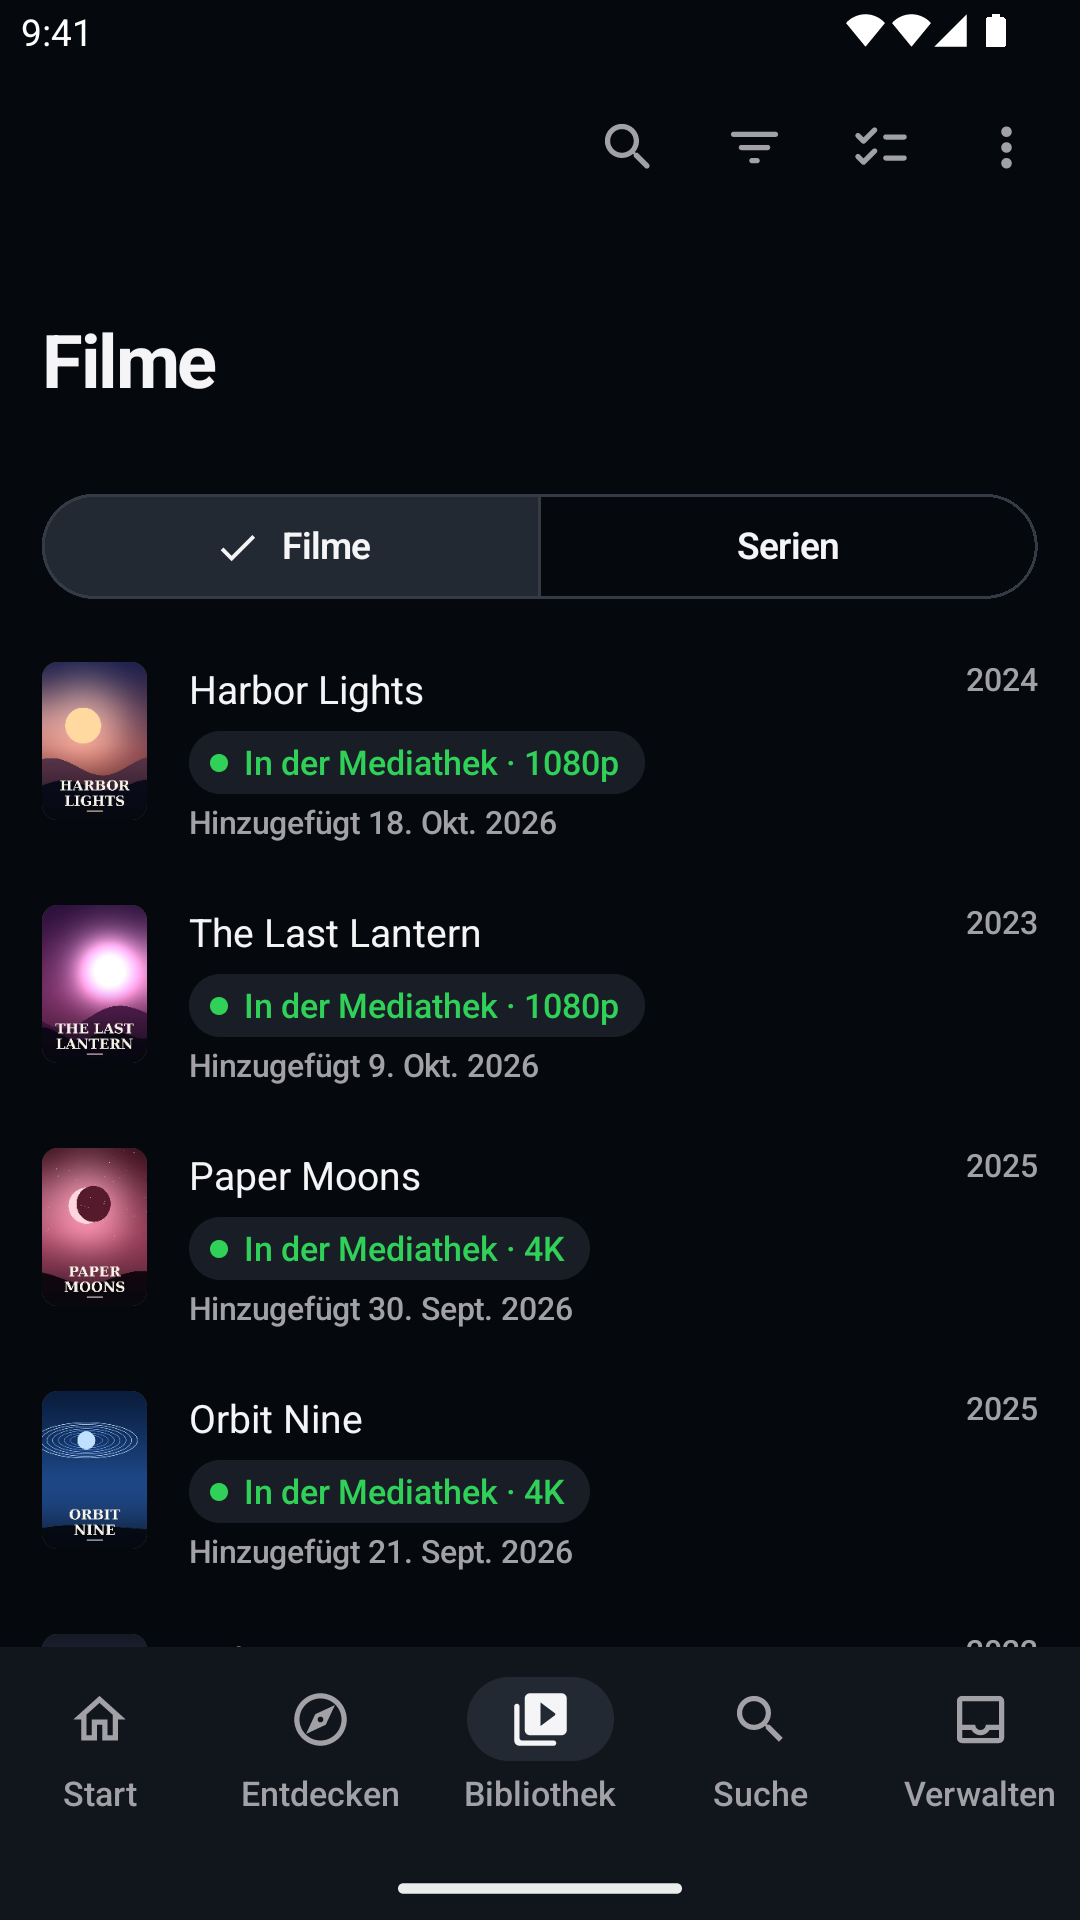 9:41
Filme
Filme
Serien
HARBOR
LIGHTS
Harbor Lights
2024
In der Mediathek · 1080p
Hinzugefügt 18. Okt. 2026
THE LAST
LANTERN
The Last Lantern
2023
In der Mediathek · 1080p
Hinzugefügt 9. Okt. 2026
PAPER
MOONS
Paper Moons
2025
In der Mediathek · 4K
Hinzugefügt 30. Sept. 2026
ORBIT
NINE
Orbit Nine
2025
In der Mediathek · 4K
Hinzugefügt 21. Sept. 2026
Start
Entdecken
Bibliothek
Suche
Verwalten